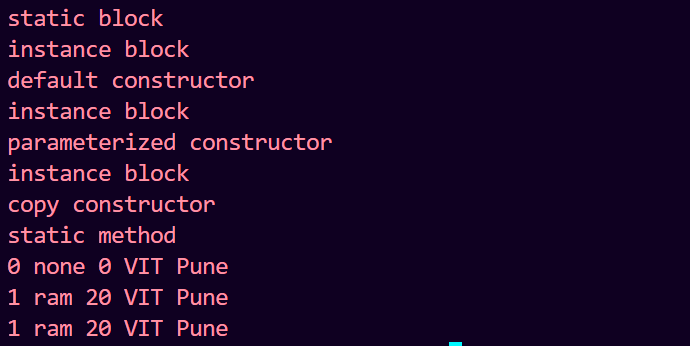 static block
instance block
default constructor
instance block
parameterized constructor
instance block
copy constructor
static method
0 none 0 VIT Pune
1 ram 20 VIT Pune
1 ram 20 VIT Pune